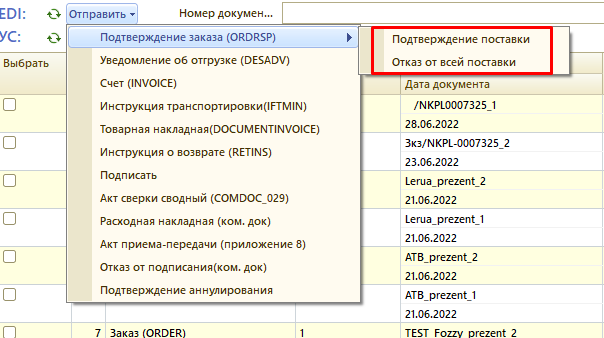 EDI: Отправить Номер докумен...
УС:
Подтверждение заказа (ORDRSP)
Подтверждение поставки
Отказ от всей поставки
Уведомление об отгрузке (DESADV)
Счет (INVOICE)
Инструкция транспортировки(IFTMIN)
Товарная накладная(DOCUMENTINVOICE)
Инструкция о возврате (RETINS)
Подписать
Акт сверки сводный (COMDOC_029)
Расходная накладная (ком. док)
Акт приема-передачи (приложение 8)
Отказ от подписания(ком. док)
Подтверждение аннулирования
Выбрать
Дата документа
/NKPL0007325_1
28.06.2022
3кз/NKPL-0007325_2
23.06.2022
Lerua_prezent_2
21.06.2022
Lerua_prezent_1
21.06.2022
ATB_prezent_2
21.06.2022
ATB_prezent_1
21.06.2022
7 Заказ (ORDER) 1 TEST_Fozzy_prezent_2